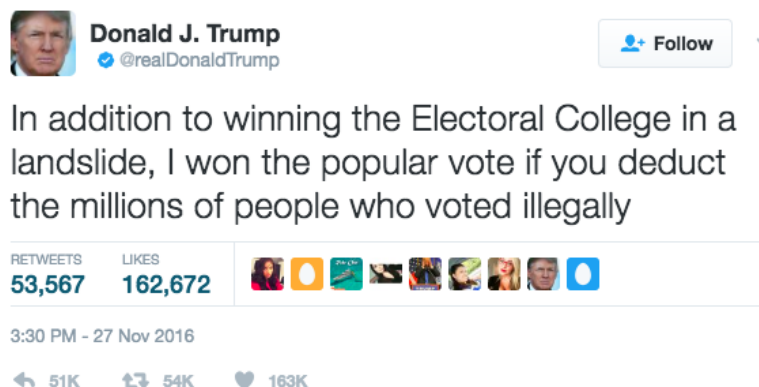 Donald J. Trump
@realDonaldTrump
Follow
In addition to winning the Electoral College in a
landslide, I won the popular vote if you deduct
the millions of people who voted illegally
RETWEETS LIKES
53,567 162,672
3:30 PM - 27 Nov 2016
51K 54K 163K